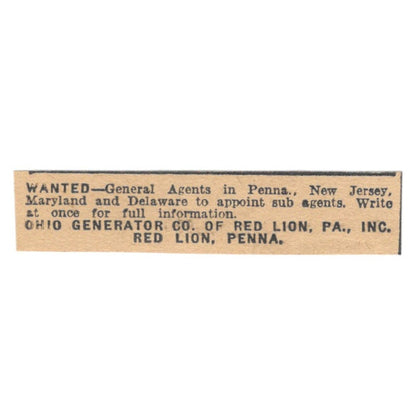 WANTED—General Agents in Penna., New Jersey,
Maryland and Delaware to appoint sub agents. Write
at once for full information.
OHIO GENERATOR CO. OF RED LION, PA., INC.
RED LION, PENNA.